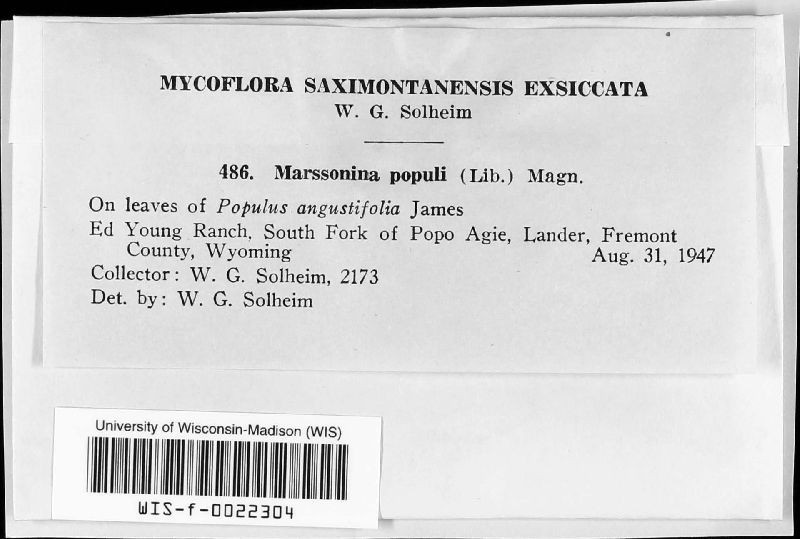 MYCOFLORA SAXIMONTANENSIS EXSICCATA
W. G. Solheim
486. Marssonina populi (Lib.) Magn.
On leaves of Populus angustifolia James
Ed Young Ranch, South Fork of Popo Agie, Lander, Fremont
County, Wyoming Aug. 31, 1947
Collector: W. G. Solheim, 2173
Det. by: W. G. Solheim
University of Wisconsin-Madison (WIS)
WIS-f-0022304